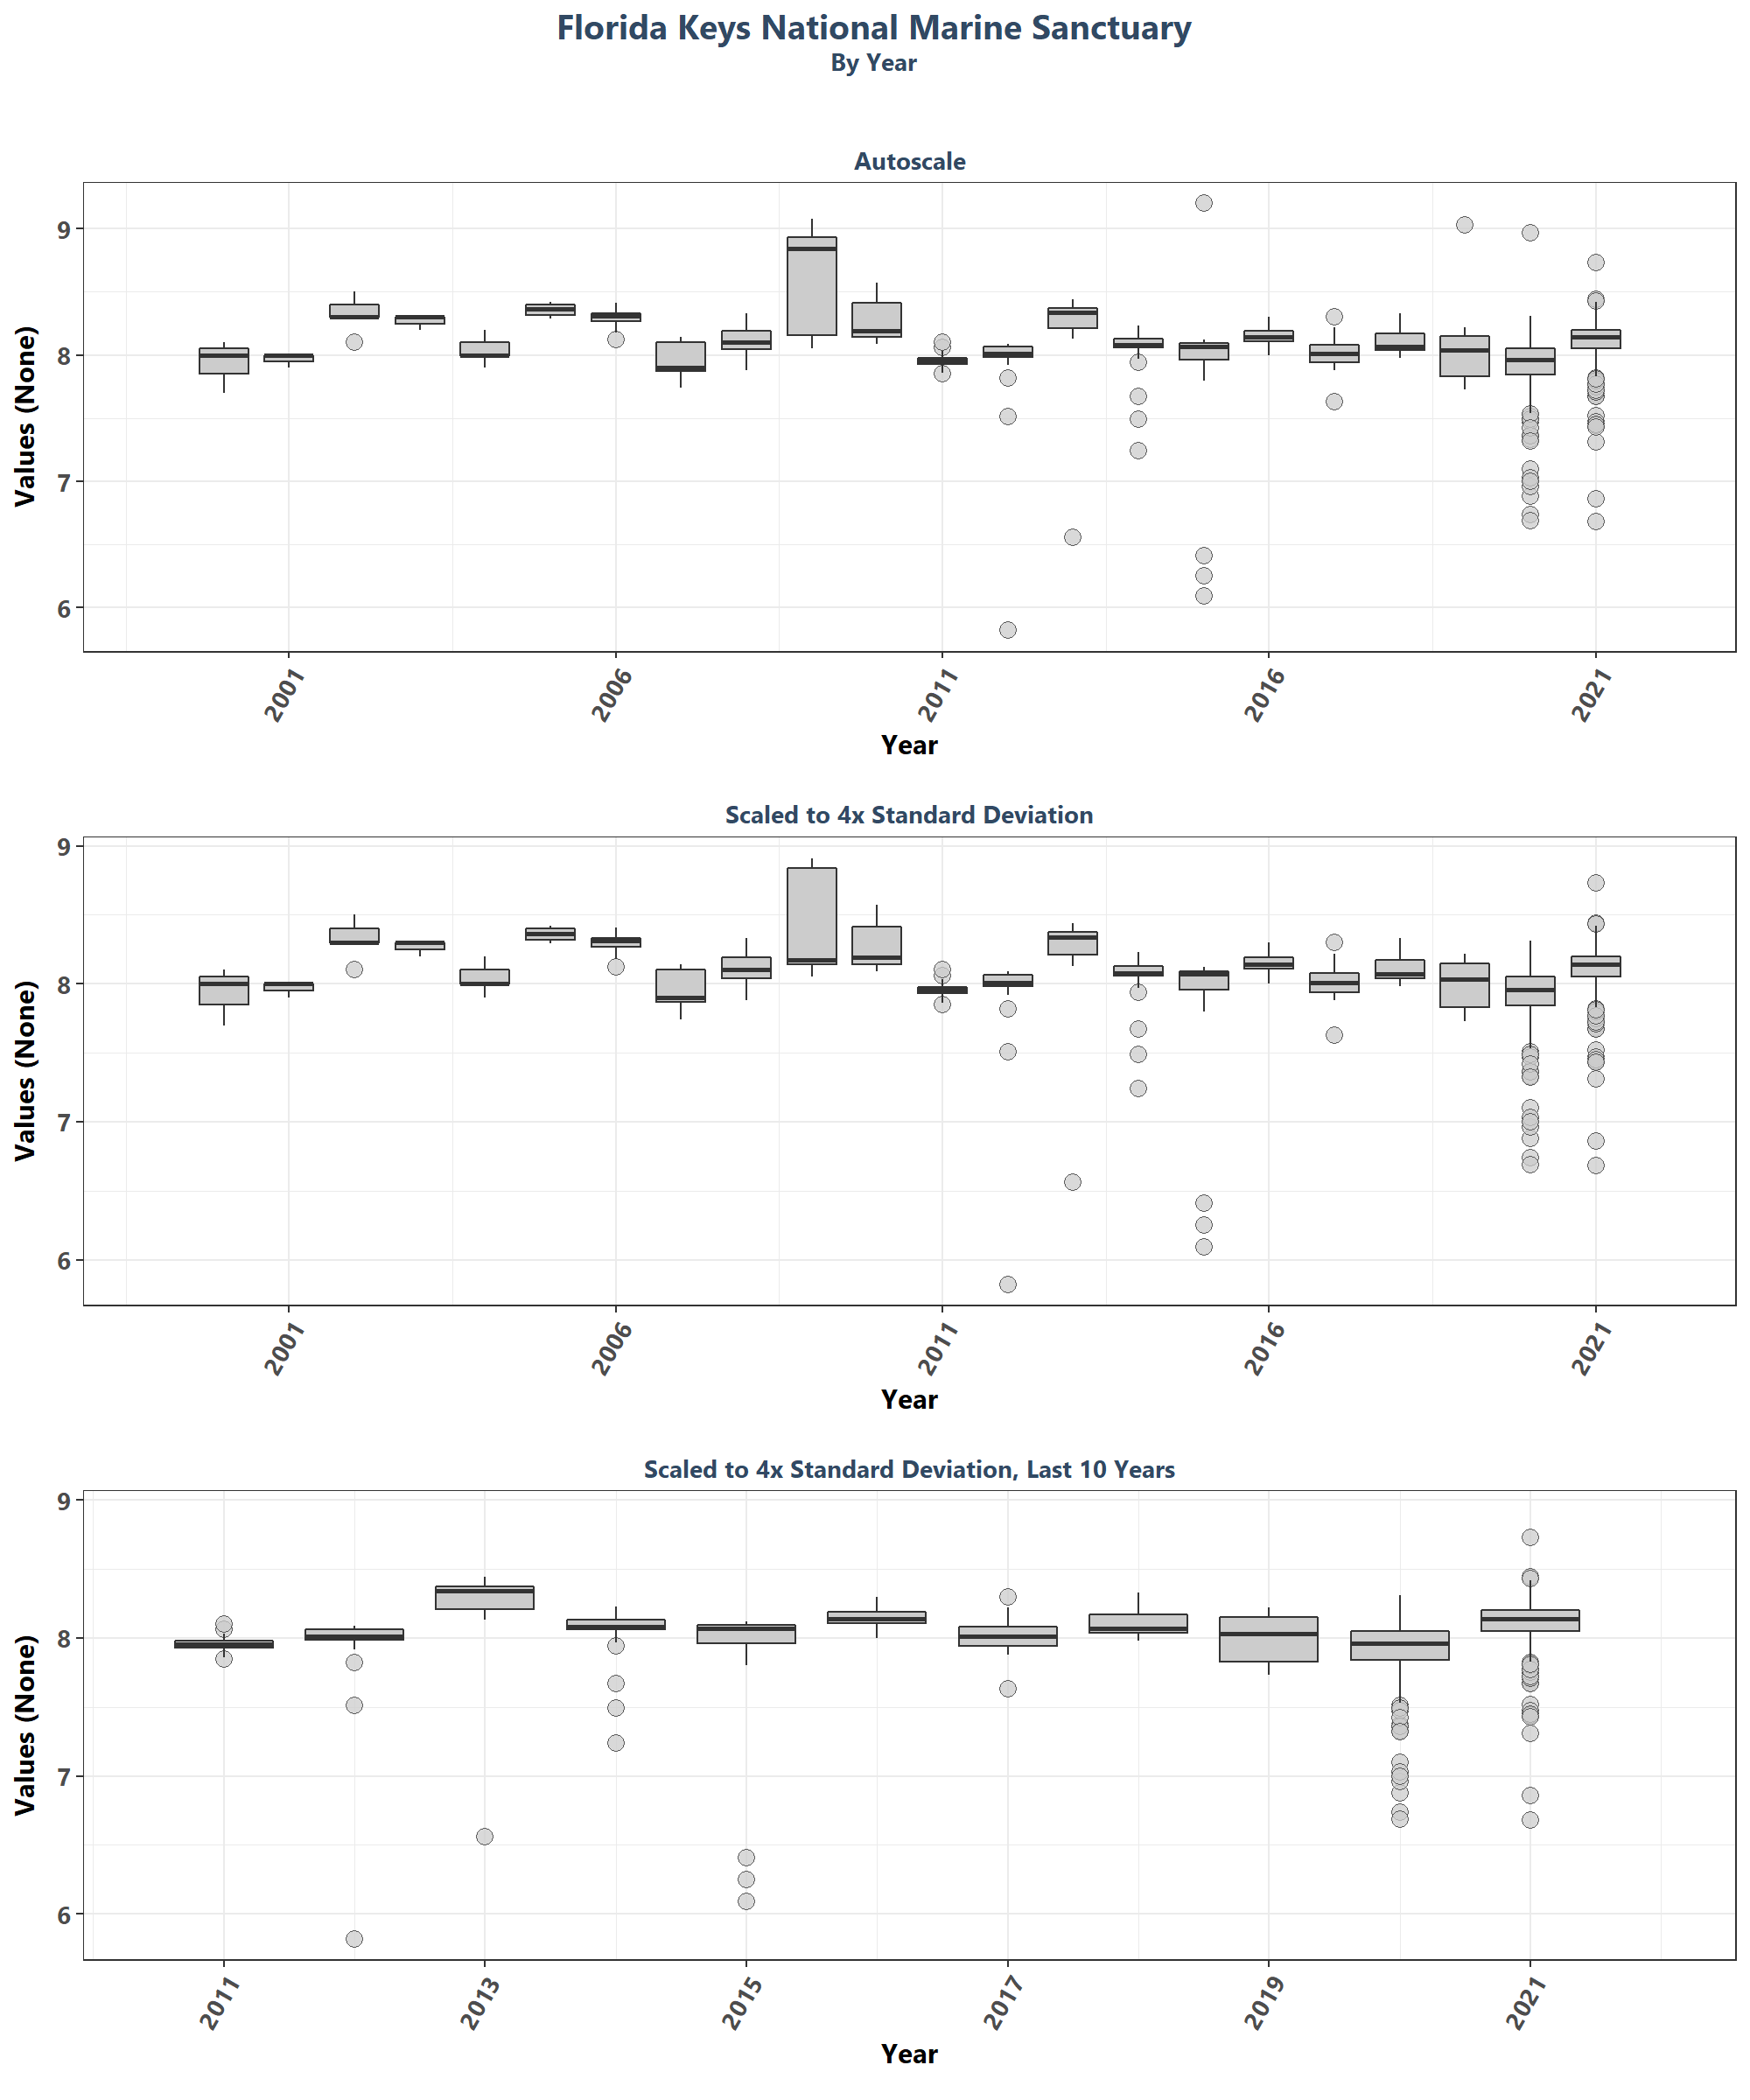 Florida Keys National Marine Sanctuary
By Year
Autoscale
Values (None)
9
8
7
6
2001
2006
2011
2016
2021
Year
Scaled to 4x Standard Deviation
Values (None)
9
8
7
6
2001
2006
2011
2016
2021
Year
Scaled to 4x Standard Deviation, Last 10 Years
Values (None)
9
8
7
6
2011
2013
2015
2017
2019
2021
Year